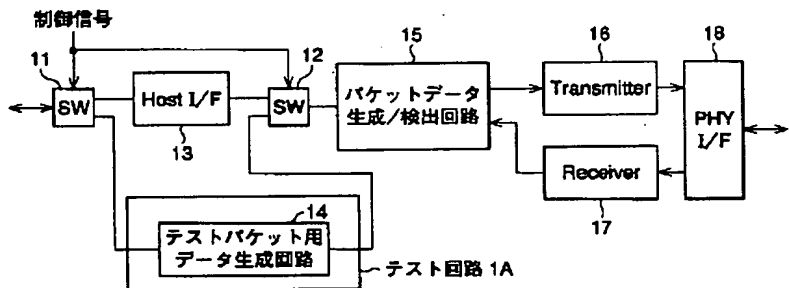 制御信号
11
12
15
16
18
SW
Host I/F
SW
パケットデータ
生成/検出回路
Transmitter
PHY
I/F
13
Receiver
17
14
テストパケット用
データ生成回路
テスト回路 1A